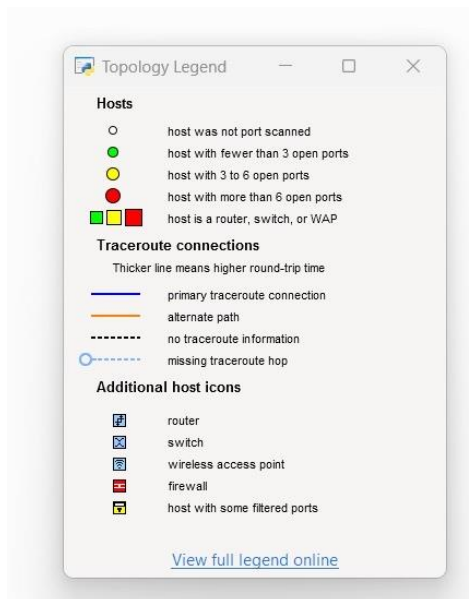 Topology Legend
Hosts
host was not port scanned
host with fewer than 3 open ports
host with 3 to 6 open ports
host with more than 6 open ports
host is a router, switch, or WAP
Traceroute connections
Thicker line means higher round-trip time
primary traceroute connection
alternate path
no traceroute information
missing traceroute hop
Additional host icons
router
switch
wireless access point
firewall
host with some filtered ports
View full legend online